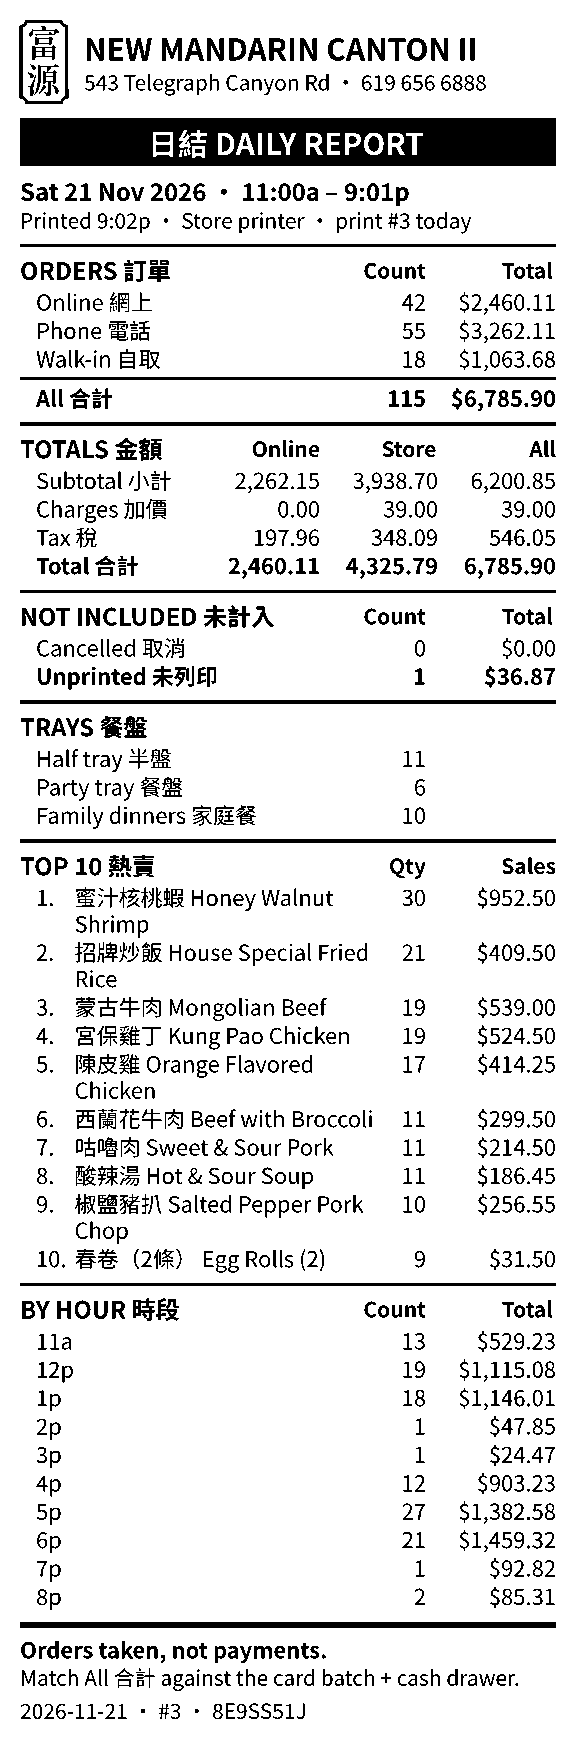 富源
NEW MANDARIN CANTON II
543 Telegraph Canyon Rd • 619 656 6888
日結 DAILY REPORT
Sat 21 Nov 2026 • 11:00a – 9:01p
Printed 9:02p • Store printer • print #3 today
ORDERS 訂單 Count Total
Online 網上 42 $2,460.11
Phone 電話 55 $3,262.11
Walk-in 自取 18 $1,063.68
All 合計 115 $6,785.90
TOTALS 金額 Online Store All
Subtotal 小計 2,262.15 3,938.70 6,200.85
Charges 加價 0.00 39.00 39.00
Tax 稅 197.96 348.09 546.05
Total 合計 2,460.11 4,325.79 6,785.90
NOT INCLUDED 未計入 Count Total
Cancelled 取消 0 $0.00
Unprinted 未列印 1 $36.87
TRAYS 餐盤
Half tray 半盤 11
Party tray 餐盤 6
Family dinners 家庭餐 10
TOP 10 熱賣 Qty Sales
1. 蜜汁核桃蝦 Honey Walnut 30 $952.50
Shrimp
2. 招牌炒飯 House Special Fried 21 $409.50
Rice
3. 蒙古牛肉 Mongolian Beef 19 $539.00
4. 宮保雞丁 Kung Pao Chicken 19 $524.50
5. 陳皮雞 Orange Flavored 17 $414.25
Chicken
6. 西蘭花牛肉 Beef with Broccoli 11 $299.50
7. 咕嚕肉 Sweet & Sour Pork 11 $214.50
8. 酸辣湯 Hot & Sour Soup 11 $186.45
9. 椒鹽豬扒 Salted Pepper Pork 10 $256.55
Chop
10. 春卷（2條） Egg Rolls (2) 9 $31.50
BY HOUR 時段 Count Total
11a 13 $529.23
12p 19 $1,115.08
1p 18 $1,146.01
2p 1 $47.85
3p 1 $24.47
4p 12 $903.23
5p 27 $1,382.58
6p 21 $1,459.32
7p 1 $92.82
8p 2 $85.31
Orders taken, not payments.
Match All 合計 against the card batch + cash drawer.
2026-11-21 • #3 • 8E9SS51J